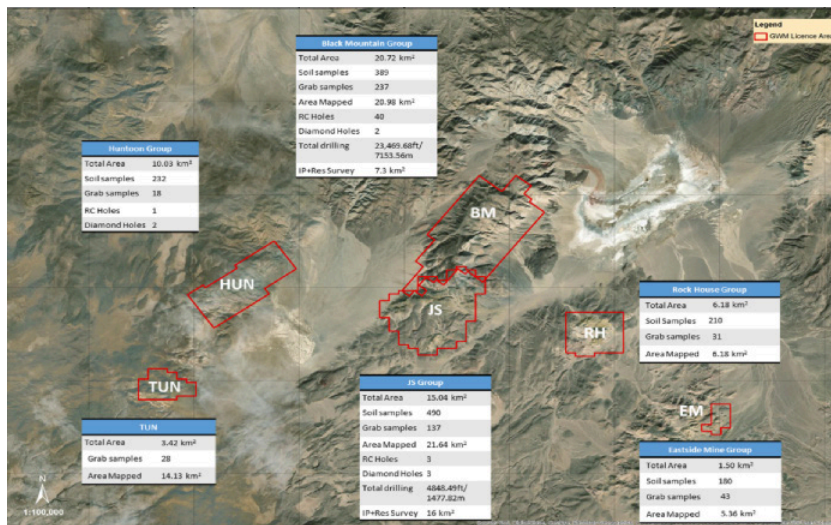 Legend
GWM Licence Area
Black Mountain Group
Total Area 20.72 km²
Soil samples 389
Grab samples 237
Area Mapped 20.98 km²
RC Holes 40
Diamond Holes 2
Total drilling 23,469.68ft/
7153.56m
IP+Res Survey 7.3 km²
Huntoon Group
Total Area 10.03 km²
Soil samples 232
Grab samples 18
RC Holes 1
Diamond Holes 2
BM
HUN
JS
RH
TUN
EM
Rock House Group
Total Area 6.18 km²
Soil Samples 210
Grab samples 31
Area Mapped 6.18 km²
JS Group
Total Area 15.04 km²
Soil samples 490
Grab samples 137
Area Mapped 21.64 km²
RC Holes 3
Diamond Holes 3
Total drilling 4848.49ft/
1477.82m
IP+Res Survey 16 km²
TUN
Total Area 3.42 km²
Grab samples 28
Area Mapped 14.13 km²
Eastside Mine Group
Total Area 1.50 km²
Soil samples 180
Grab samples 43
Area Mapped 5.36 km²
N
1:100,000